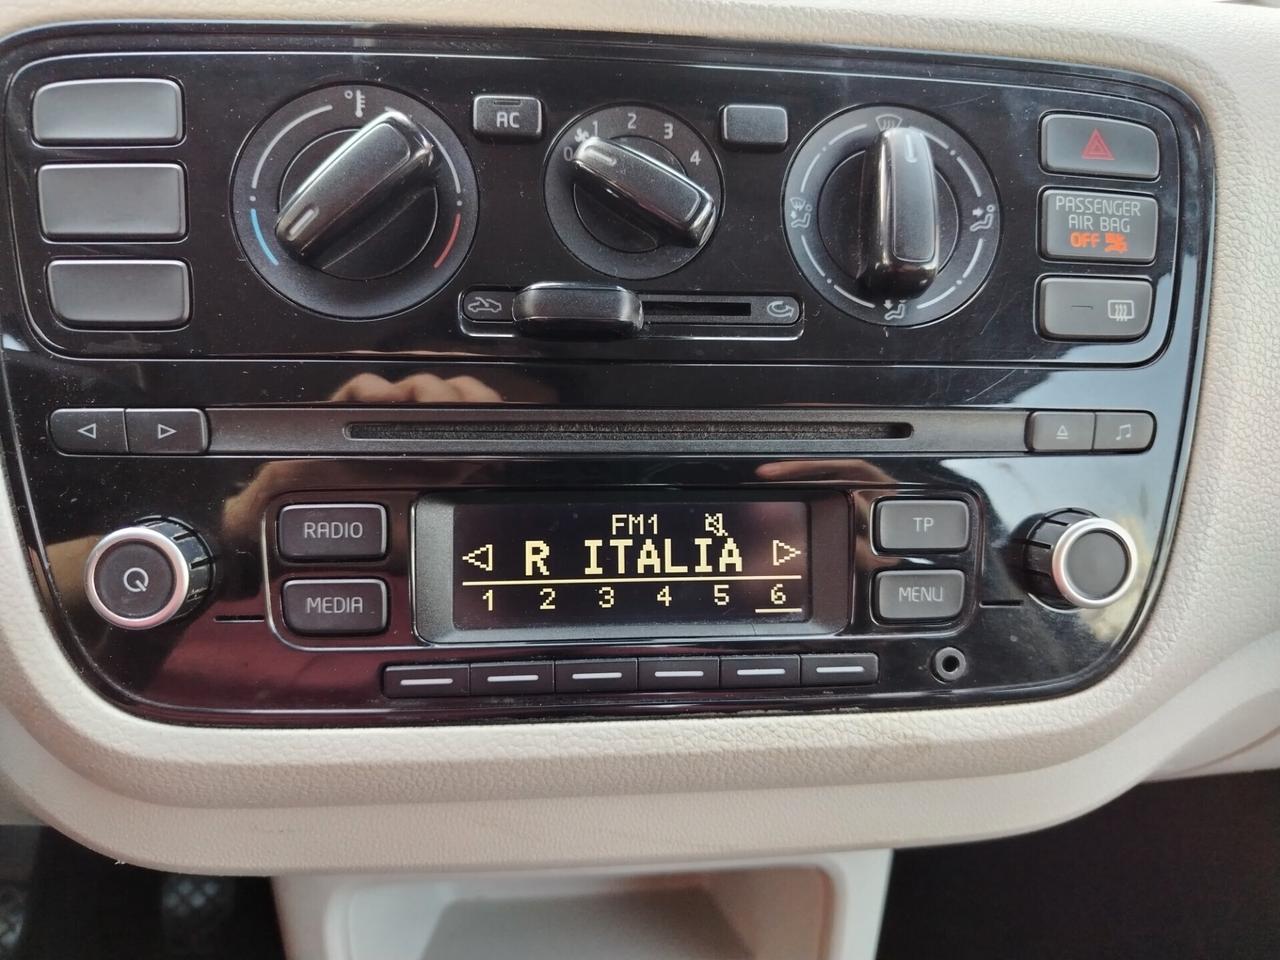 AC
0 1 2 3 4
PASSENGER
AIR BAG
OFF
RADIO
MEDIA
FM1
R ITALIA
1 2 3 4 5 6
TP
MENU